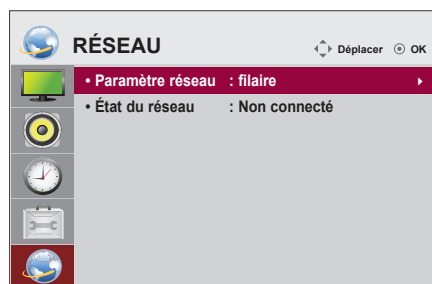 RÉSEAU
Déplacer OK
• Paramètre réseau : filaire
• État du réseau : Non connecté